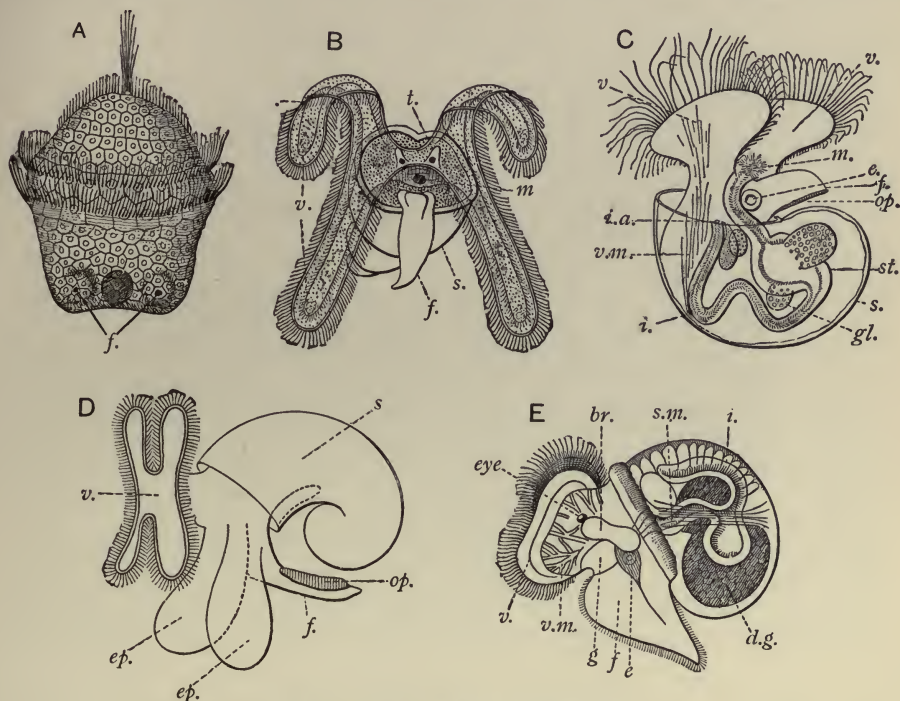 A
f.
B
t.
v.
m
s.
f.
C
v
v.
m.
e.
f.
op.
i.a.
v.m.
st.
s.
i.
gl.
D
s
v.
op.
f.
ep.
ep.
E
br.
s.m.
i.
eye.
v.
v.m.
g
f
e
d.g.